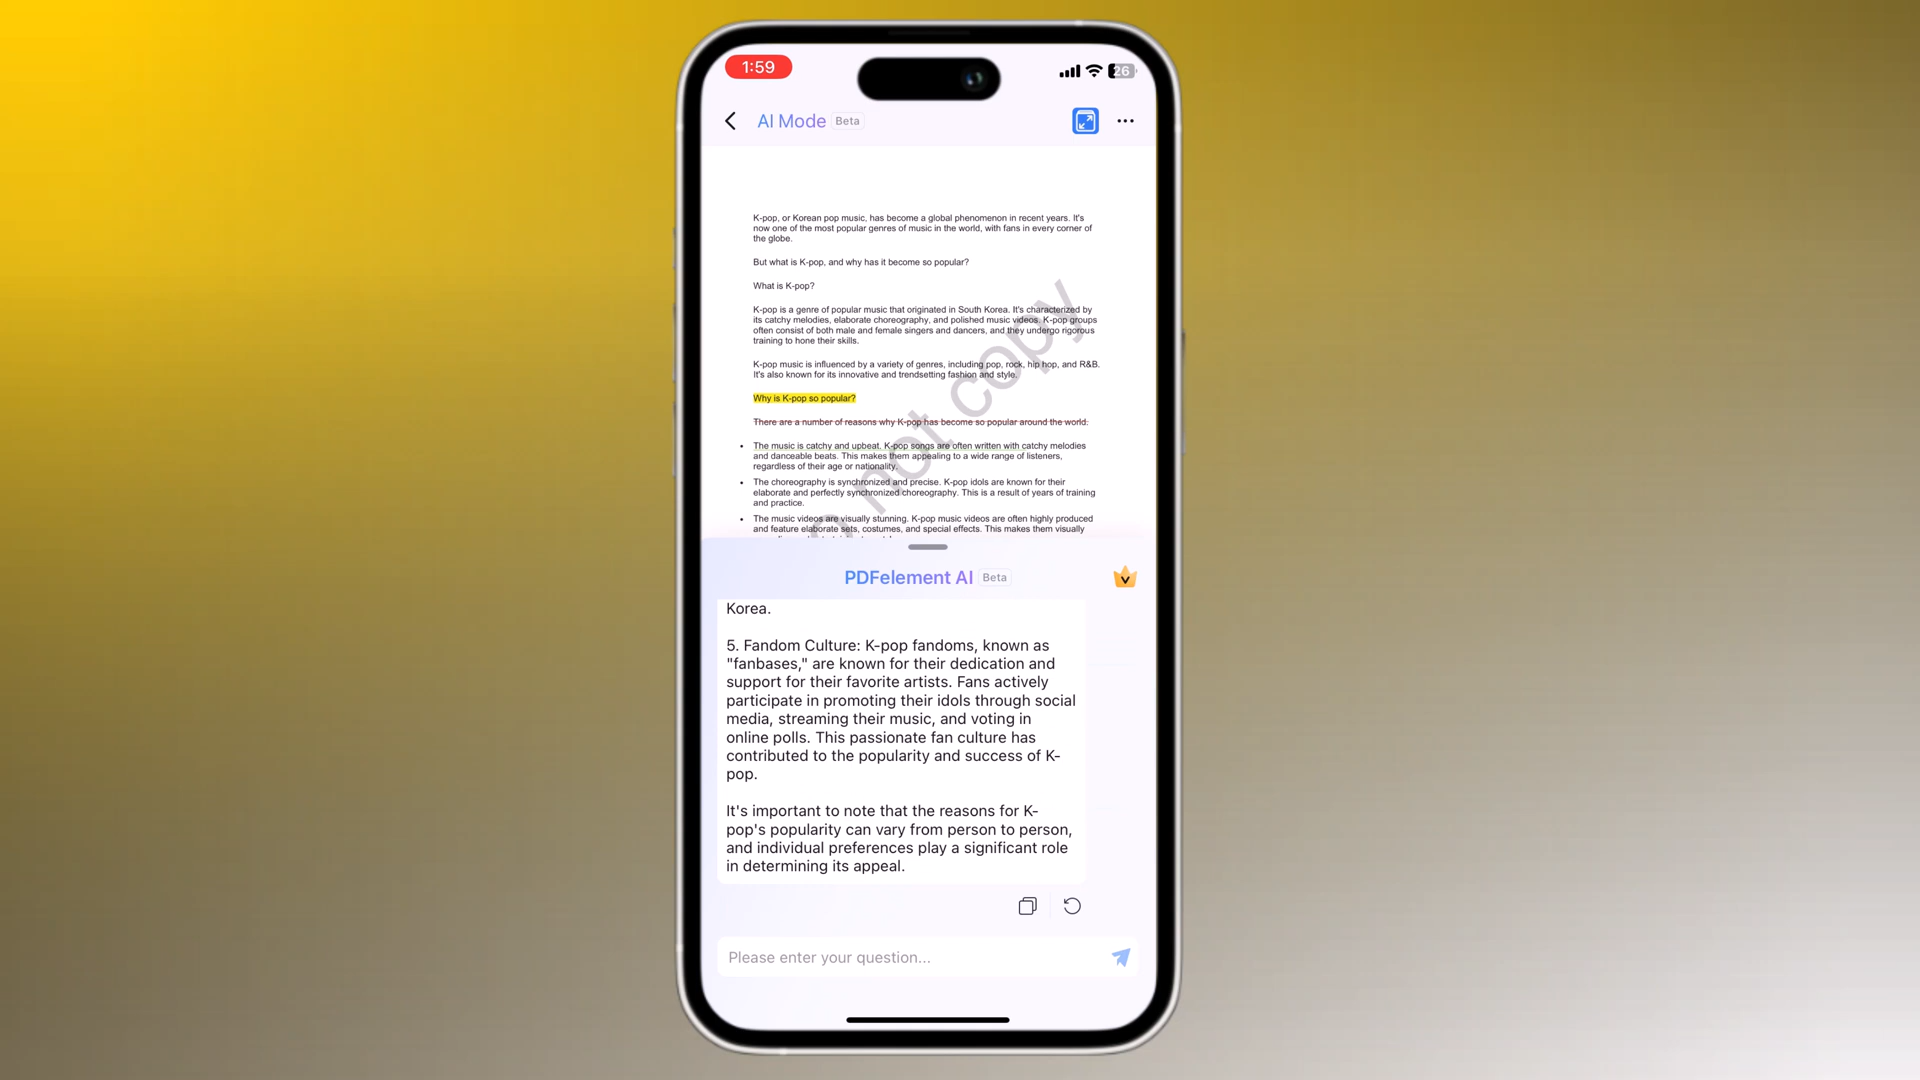 1:59
26
AI Mode Beta
K-pop, or Korean pop music, has become a global phenomenon in recent years. It's
now one of the most popular genres of music in the world, with fans in every corner of
the globe.
But what is K-pop, and why has it become so popular?
What is K-pop?
K-pop is a genre of popular music that originated in South Korea. It's characterized by
its catchy melodies, elaborate choreography, and polished music videos. K-pop groups
often consist of both male and female singers and dancers, and they undergo rigorous
training to hone their skills.
K-pop music is influenced by a variety of genres, including pop, rock, hip hop, and R&B.
It's also known for its innovative and trendsetting fashion and style.
Why is K-pop so popular?
There are a number of reasons why K-pop has become so popular around the world.
• The music is catchy and upbeat. K-pop songs are often written with catchy melodies
and danceable beats. This makes them appealing to a wide range of listeners,
regardless of their age or nationality.
• The choreography is synchronized and precise. K-pop idols are known for their
elaborate and perfectly synchronized choreography. This is a result of years of training
and practice.
• The music videos are visually stunning. K-pop music videos are often highly produced
and feature elaborate sets, costumes, and special effects. This makes them visually
not copy
PDFelement AI Beta
Korea.
5. Fandom Culture: K-pop fandoms, known as
"fanbases," are known for their dedication and
support for their favorite artists. Fans actively
participate in promoting their idols through social
media, streaming their music, and voting in
online polls. This passionate fan culture has
contributed to the popularity and success of K-
pop.
It's important to note that the reasons for K-
pop's popularity can vary from person to person,
and individual preferences play a significant role
in determining its appeal.
Please enter your question...